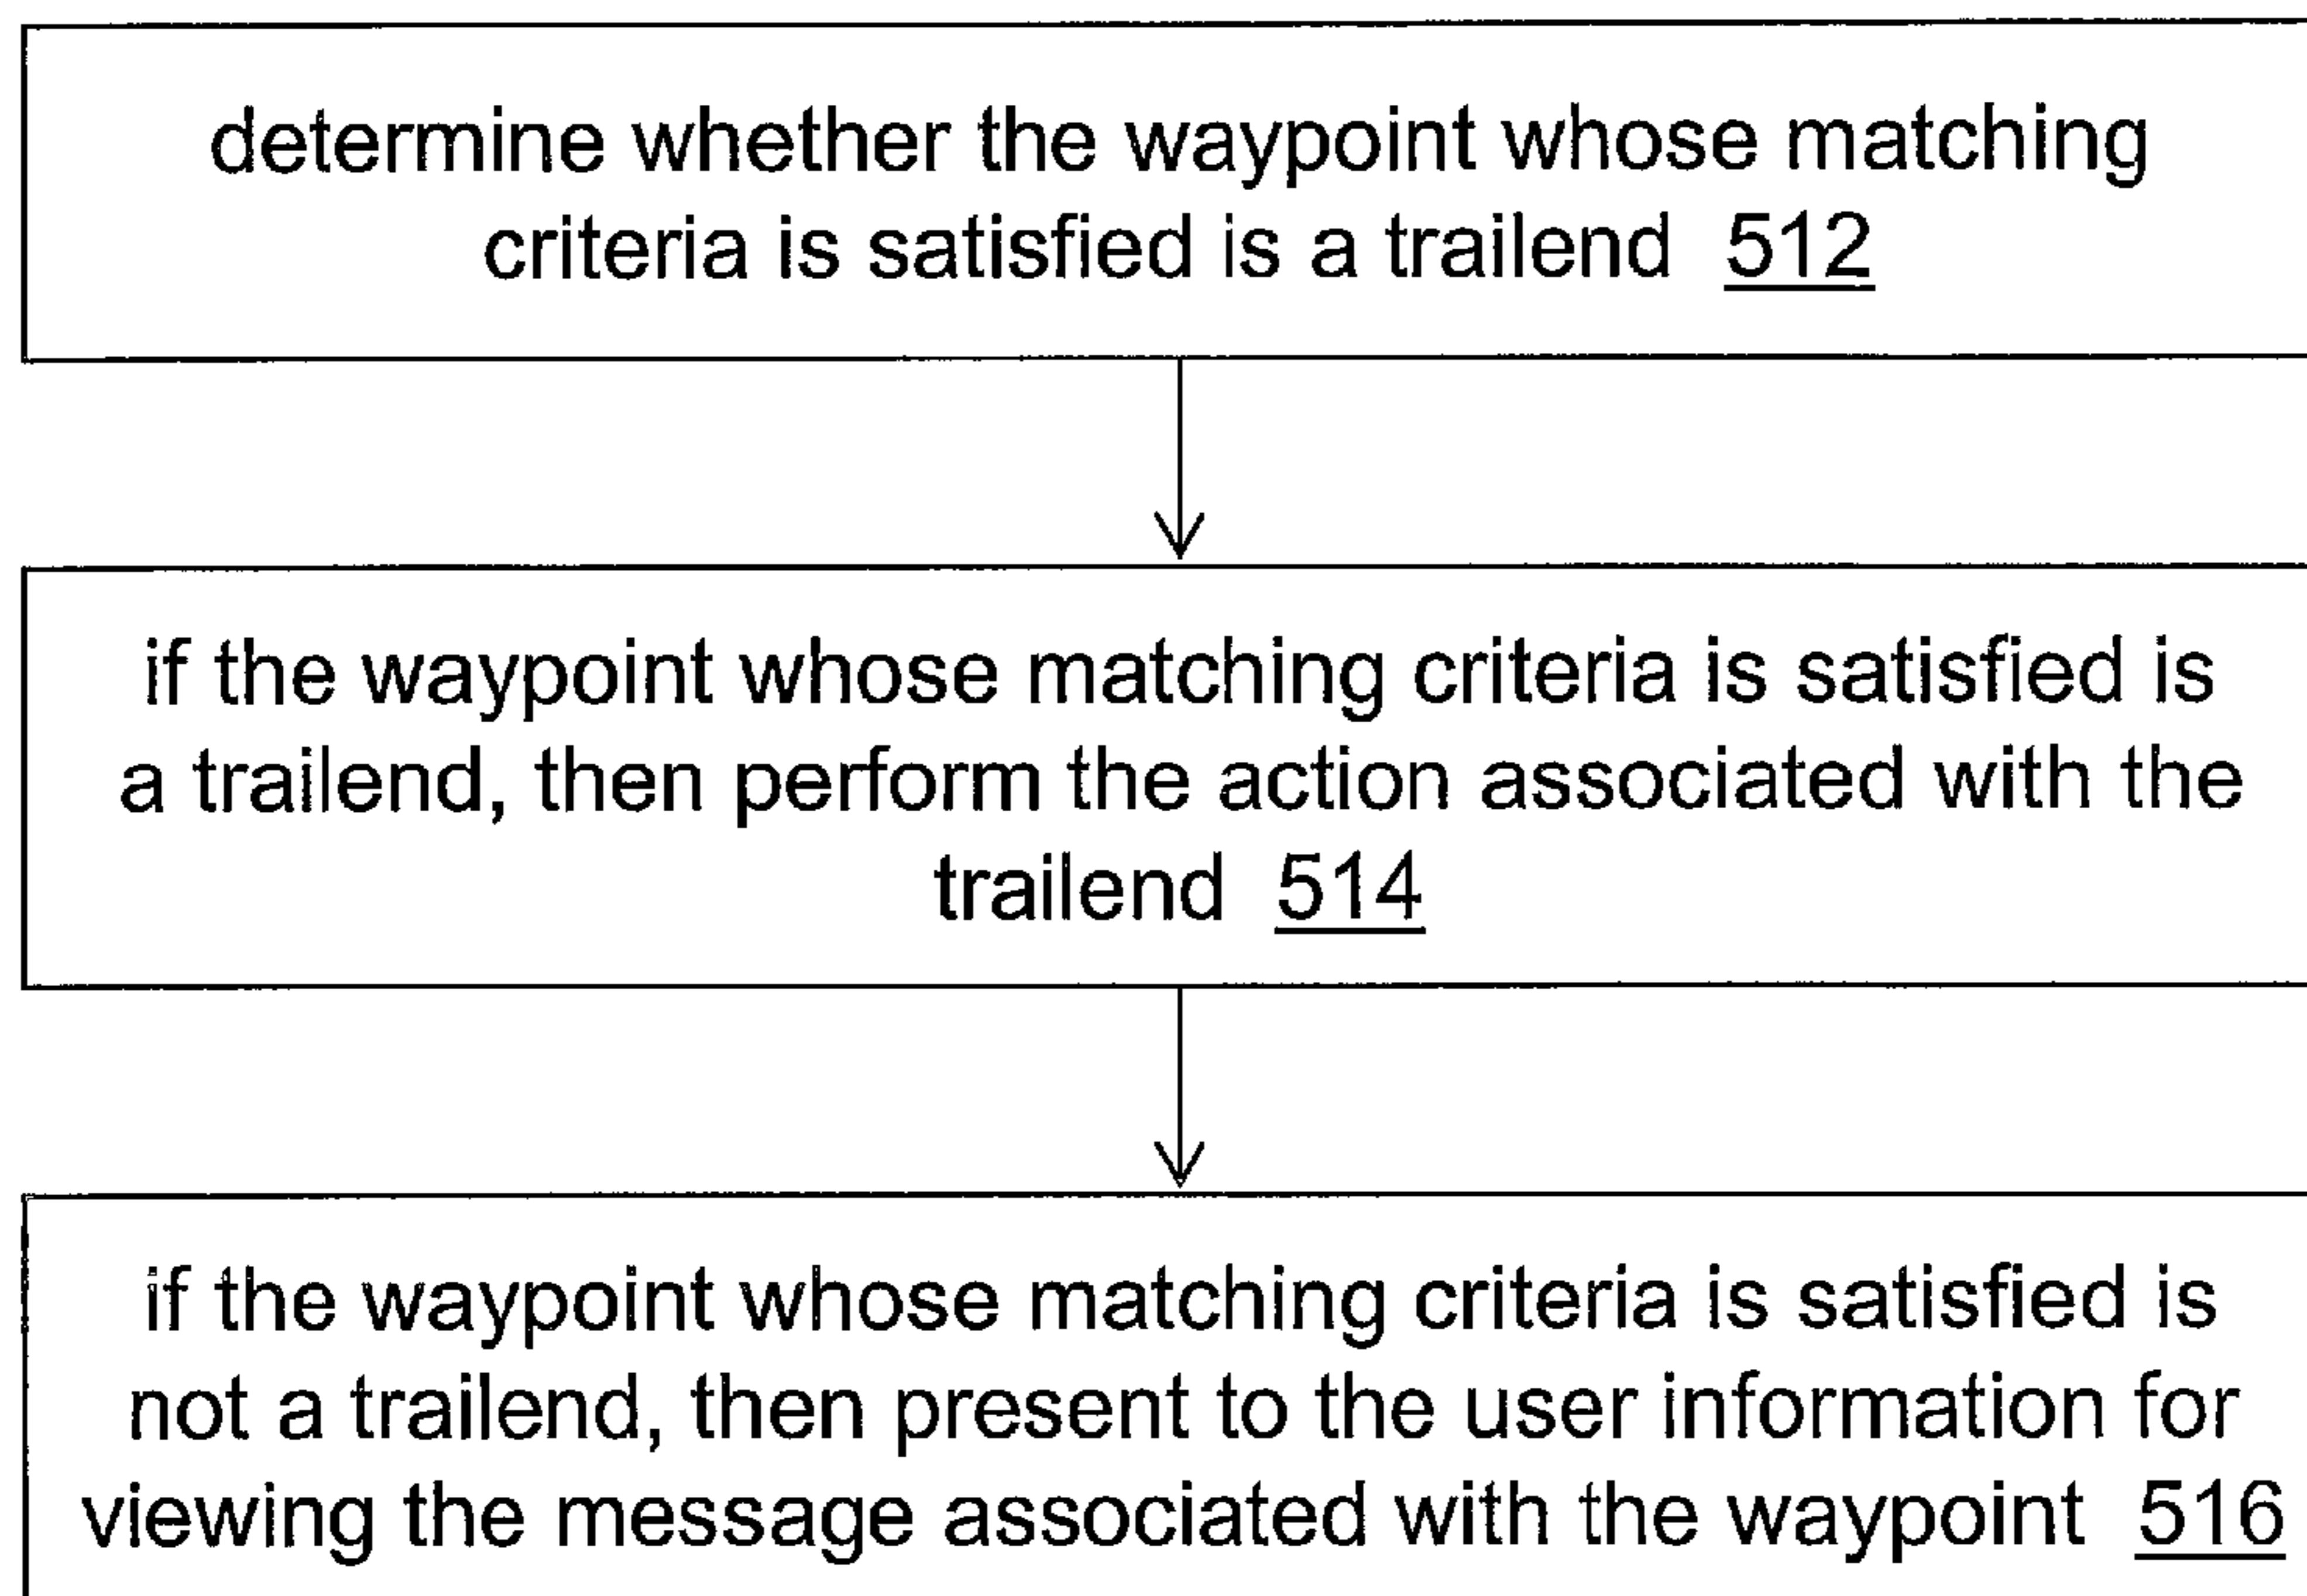 determine whether the waypoint whose matching
criteria is satisfied is a trailend 512
if the waypoint whose matching criteria is satisfied is
a trailend, then perform the action associated with the
trailend 514
if the waypoint whose matching criteria is satisfied is
not a trailend, then present to the user information for
viewing the message associated with the waypoint 516